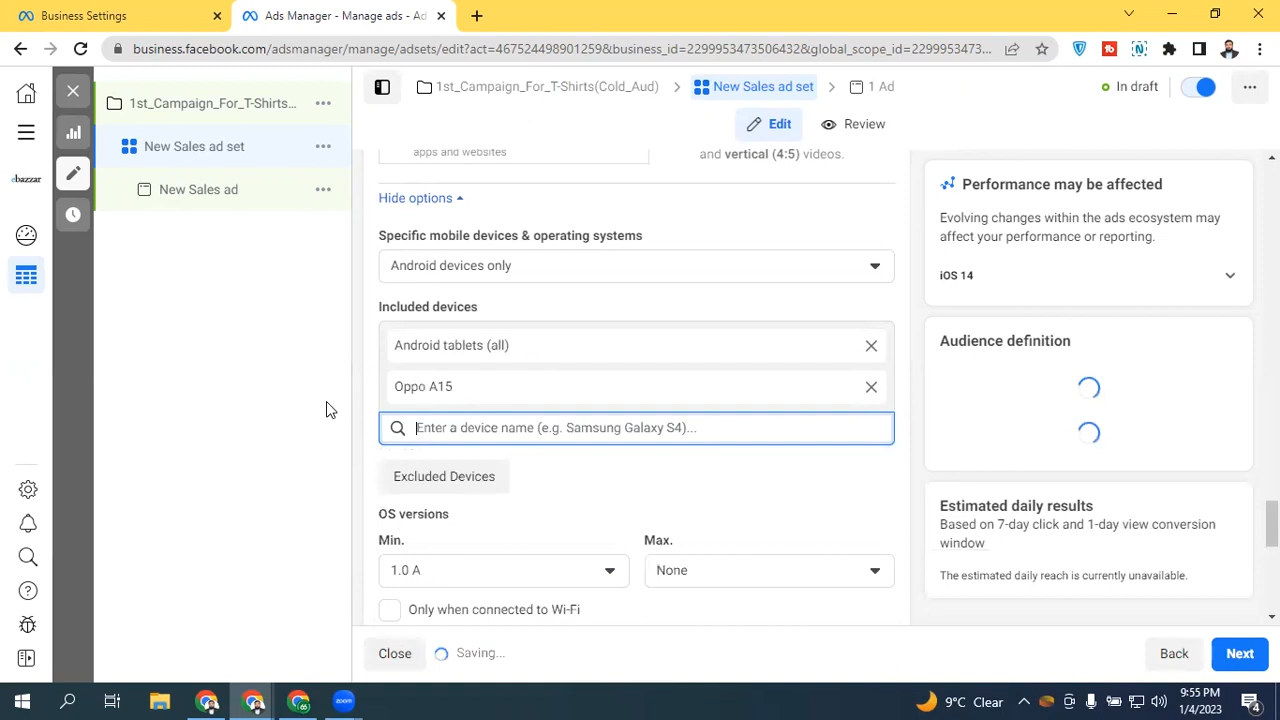 Business Settings
Ads Manager - Manage ads - Ad
business.facebook.com/adsmanager/manage/adsets/edit?act=467524498901259&business_id=2299953473506432&global_scope_id=2299953473...
1st_Campaign_For_T-Shirts...
New Sales ad set
New Sales ad
ebazzar
1st_Campaign_For_T-Shirts(Cold_Aud)
New Sales ad set
1 Ad
In draft
Edit
Review
apps and websites
and vertical (4:5) videos.
Hide options
Specific mobile devices & operating systems
Android devices only
Included devices
Android tablets (all)
Oppo A15
Enter a device name (e.g. Samsung Galaxy S4)...
Excluded Devices
OS versions
Min.
Max.
1.0 A
None
Only when connected to Wi-Fi
Performance may be affected
Evolving changes within the ads ecosystem may
affect your performance or reporting.
iOS 14
Audience definition
Estimated daily results
Based on 7-day click and 1-day view conversion
window
The estimated daily reach is currently unavailable.
Close
Saving...
Back
Next
zoom
9°C Clear
9:55 PM
1/4/2023
4